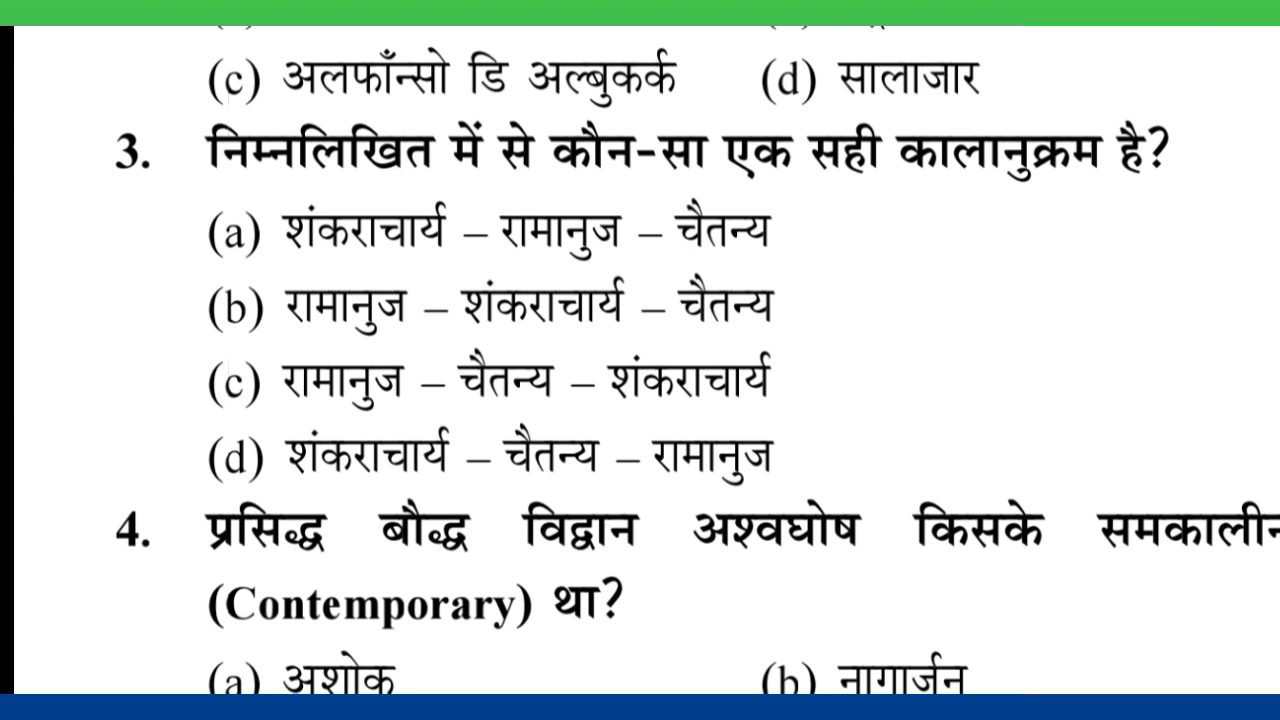 (c) अलफाँन्सो डि अल्बुकर्क (d) सालाजार
3. निम्नलिखित में से कौन-सा एक सही कालानुक्रम है?
(a) शंकराचार्य – रामानुज – चैतन्य
(b) रामानुज – शंकराचार्य – चैतन्य
(c) रामानुज – चैतन्य – शंकराचार्य
(d) शंकराचार्य – चैतन्य – रामानुज
4. प्रसिद्ध बौद्ध विद्वान अश्वघोष किसके समकालीन
(Contemporary) था?
(a) अशोक (b) नागार्जन